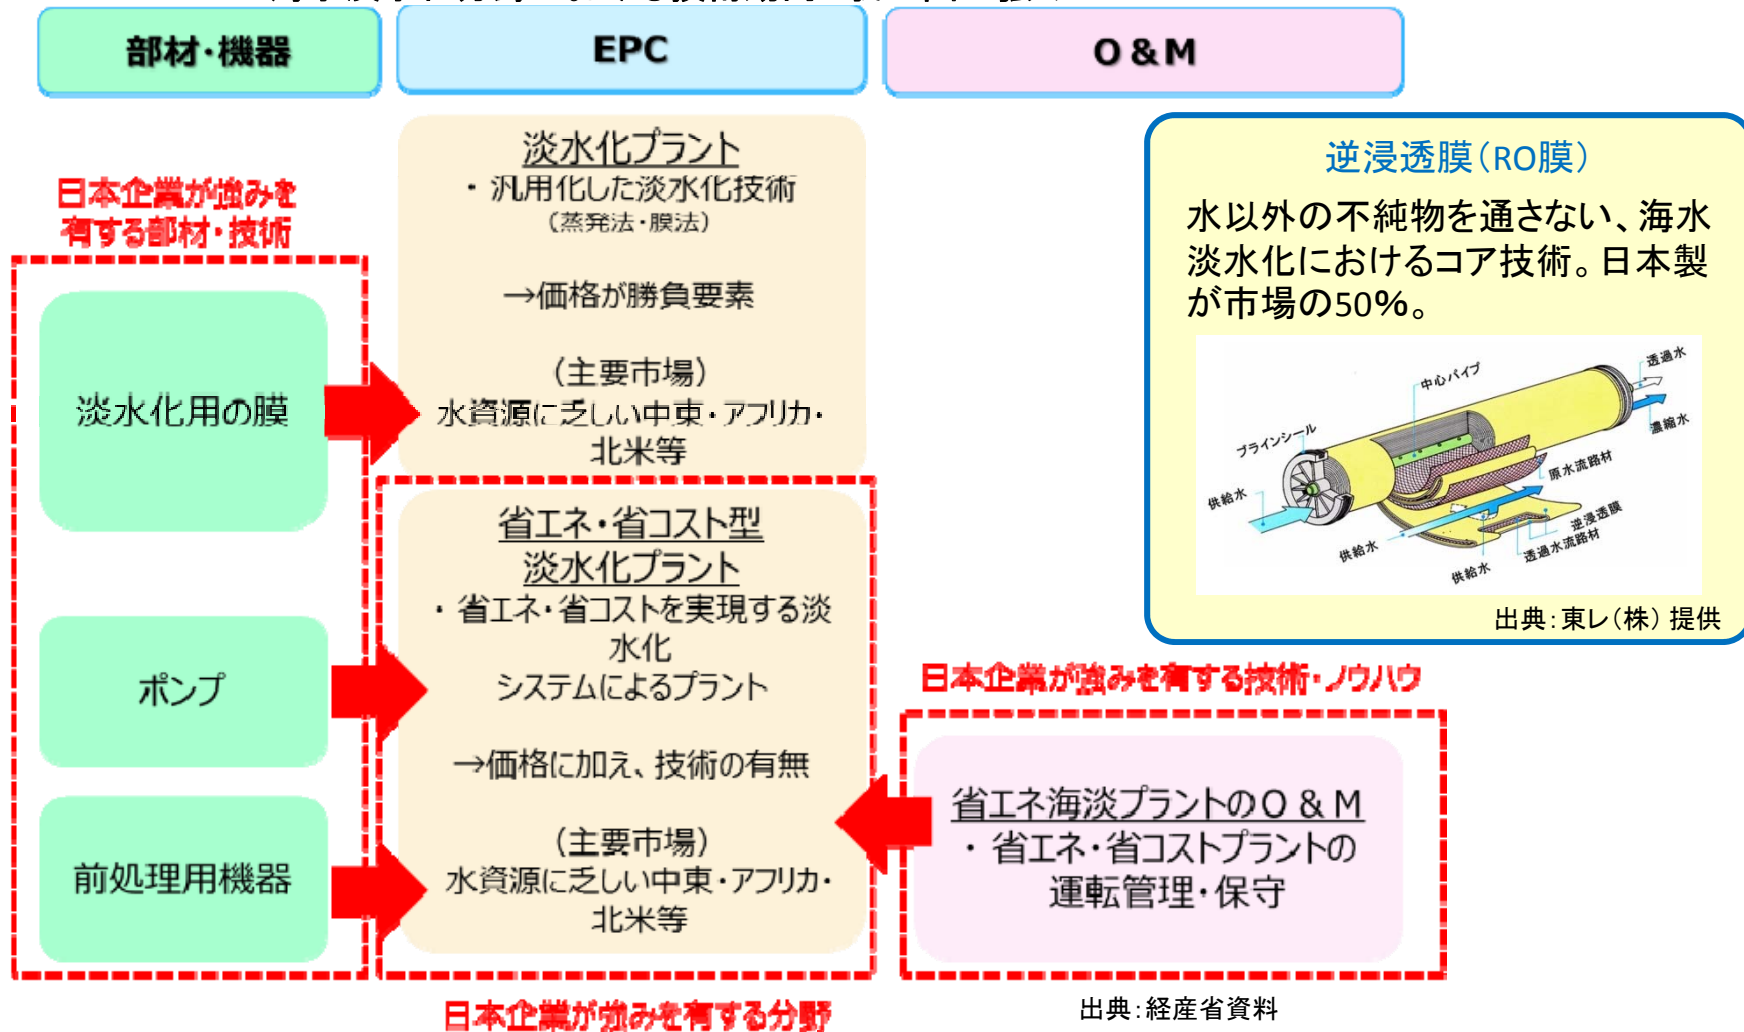 部材・機器
EPC
O&M
日本企業が強みを
有する部材・技術
淡水化用の膜
ポンプ
前処理用機器
淡水化プラント
・汎用化した淡水化技術
（蒸発法・膜法）
→価格が勝負要素
（主要市場）
水資源に乏しい中東・アフリカ・
北米等
省エネ・省コスト型
淡水化プラント
・省エネ・省コストを実現する淡
水化
システムによるプラント
→価格に加え、技術の有無
（主要市場）
水資源に乏しい中東・アフリカ・
北米等
日本企業が強みを有する分野
逆浸透膜（RO膜）
水以外の不純物を通さない、海水
淡水化におけるコア技術。日本製
が市場の50％。
透過水
中心パイプ
濃縮水
ブラインシール
原水流路材
供給水
逆浸透膜
透過水流路材
供給水
供給水
出典：東レ（株）提供
日本企業が強みを有する技術・ノウハウ
省エネ海淡プラントのO&M
・省エネ・省コストプラントの
運転管理・保守
出典：経産省資料